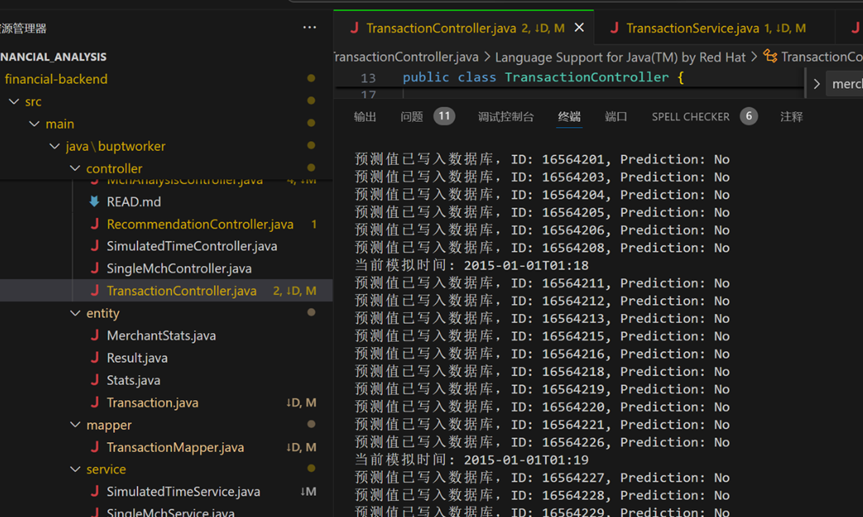 源管理器
···
NANCIAL_ANALYSIS
financial-backend
src
main
java\buptworker
controller
MchAnalysisController.java 4, ↓M
READ.md
RecommendationController.java 1
SimulatedTimeController.java
SingleMchController.java
TransactionController.java 2, ↓D, M
entity
MerchantStats.java
Result.java
Stats.java
Transaction.java ↓D, M
mapper
TransactionMapper.java ↓D, M
service
SimulatedTimeService.java ↓M
SingleMchService.java
TransactionController.java 2, ↓D, M
TransactionService.java 1, ↓D, M
ransactionController.java > Language Support for Java(TM) by Red Hat > TransactionCo
13 public class TransactionController {
17
merc
输出 问题 11 调试控制台 终端 端口 SPELL CHECKER 6 注释
预测值已写入数据库，ID: 16564201, Prediction: No
预测值已写入数据库，ID: 16564203, Prediction: No
预测值已写入数据库，ID: 16564204, Prediction: No
预测值已写入数据库，ID: 16564205, Prediction: No
预测值已写入数据库，ID: 16564206, Prediction: No
预测值已写入数据库，ID: 16564208, Prediction: No
当前模拟时间: 2015-01-01T01:18
预测值已写入数据库，ID: 16564211, Prediction: No
预测值已写入数据库，ID: 16564212, Prediction: No
预测值已写入数据库，ID: 16564213, Prediction: No
预测值已写入数据库，ID: 16564215, Prediction: No
预测值已写入数据库，ID: 16564216, Prediction: No
预测值已写入数据库，ID: 16564218, Prediction: No
预测值已写入数据库，ID: 16564219, Prediction: No
预测值已写入数据库，ID: 16564220, Prediction: No
预测值已写入数据库，ID: 16564221, Prediction: No
预测值已写入数据库，ID: 16564226, Prediction: No
当前模拟时间: 2015-01-01T01:19
预测值已写入数据库，ID: 16564227, Prediction: No
预测值已写入数据库，ID: 16564228, Prediction: No
预测值已写入数据库，ID: 16564229, Prediction: No